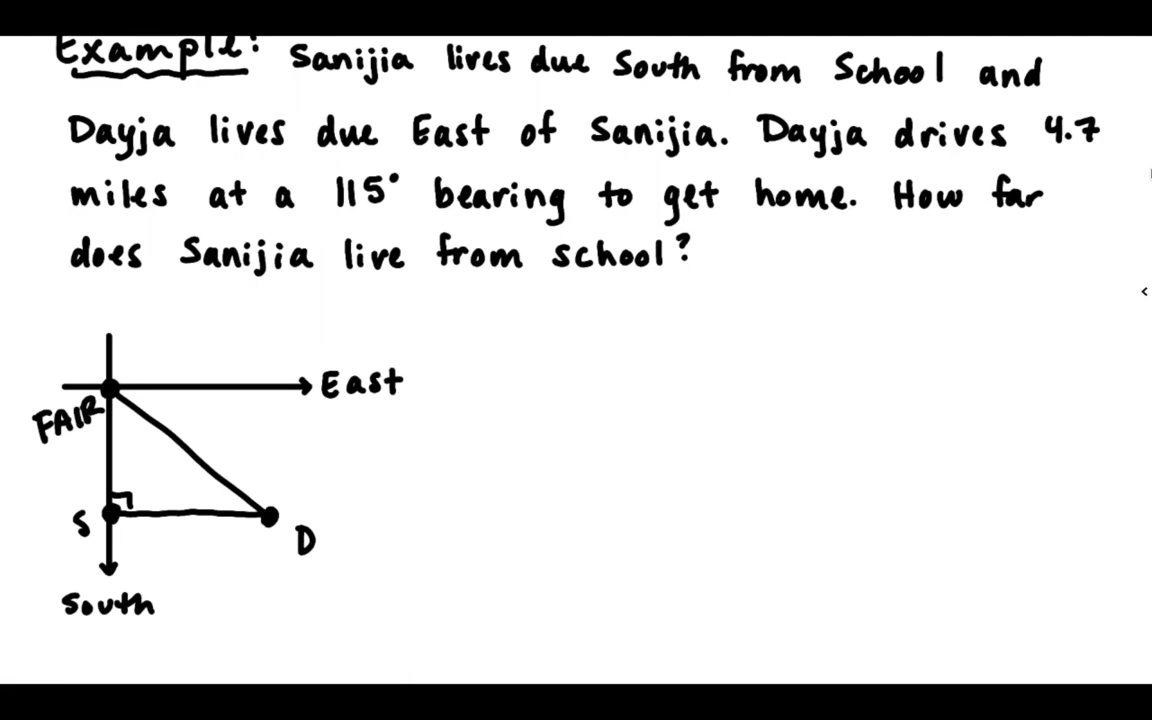 Example: Sanijia lives due South from School and
Dayja lives due East of Sanijia. Dayja drives 4.7
miles at a 115° bearing to get home. How far
does Sanijia live from school?
East
FAIR
S
D
South